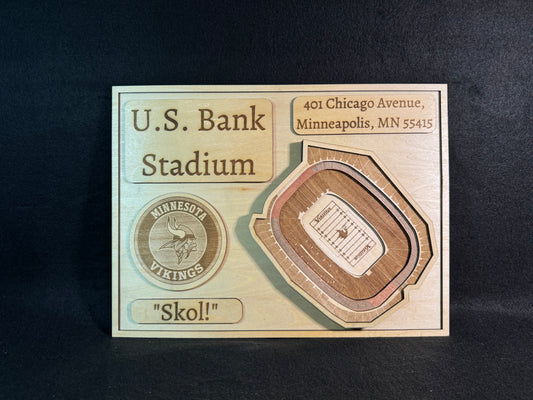 U.S. Bank
Stadium
401 Chicago Avenue,
Minneapolis, MN 55415
MINNESOTA
VIKINGS
"Skol!"